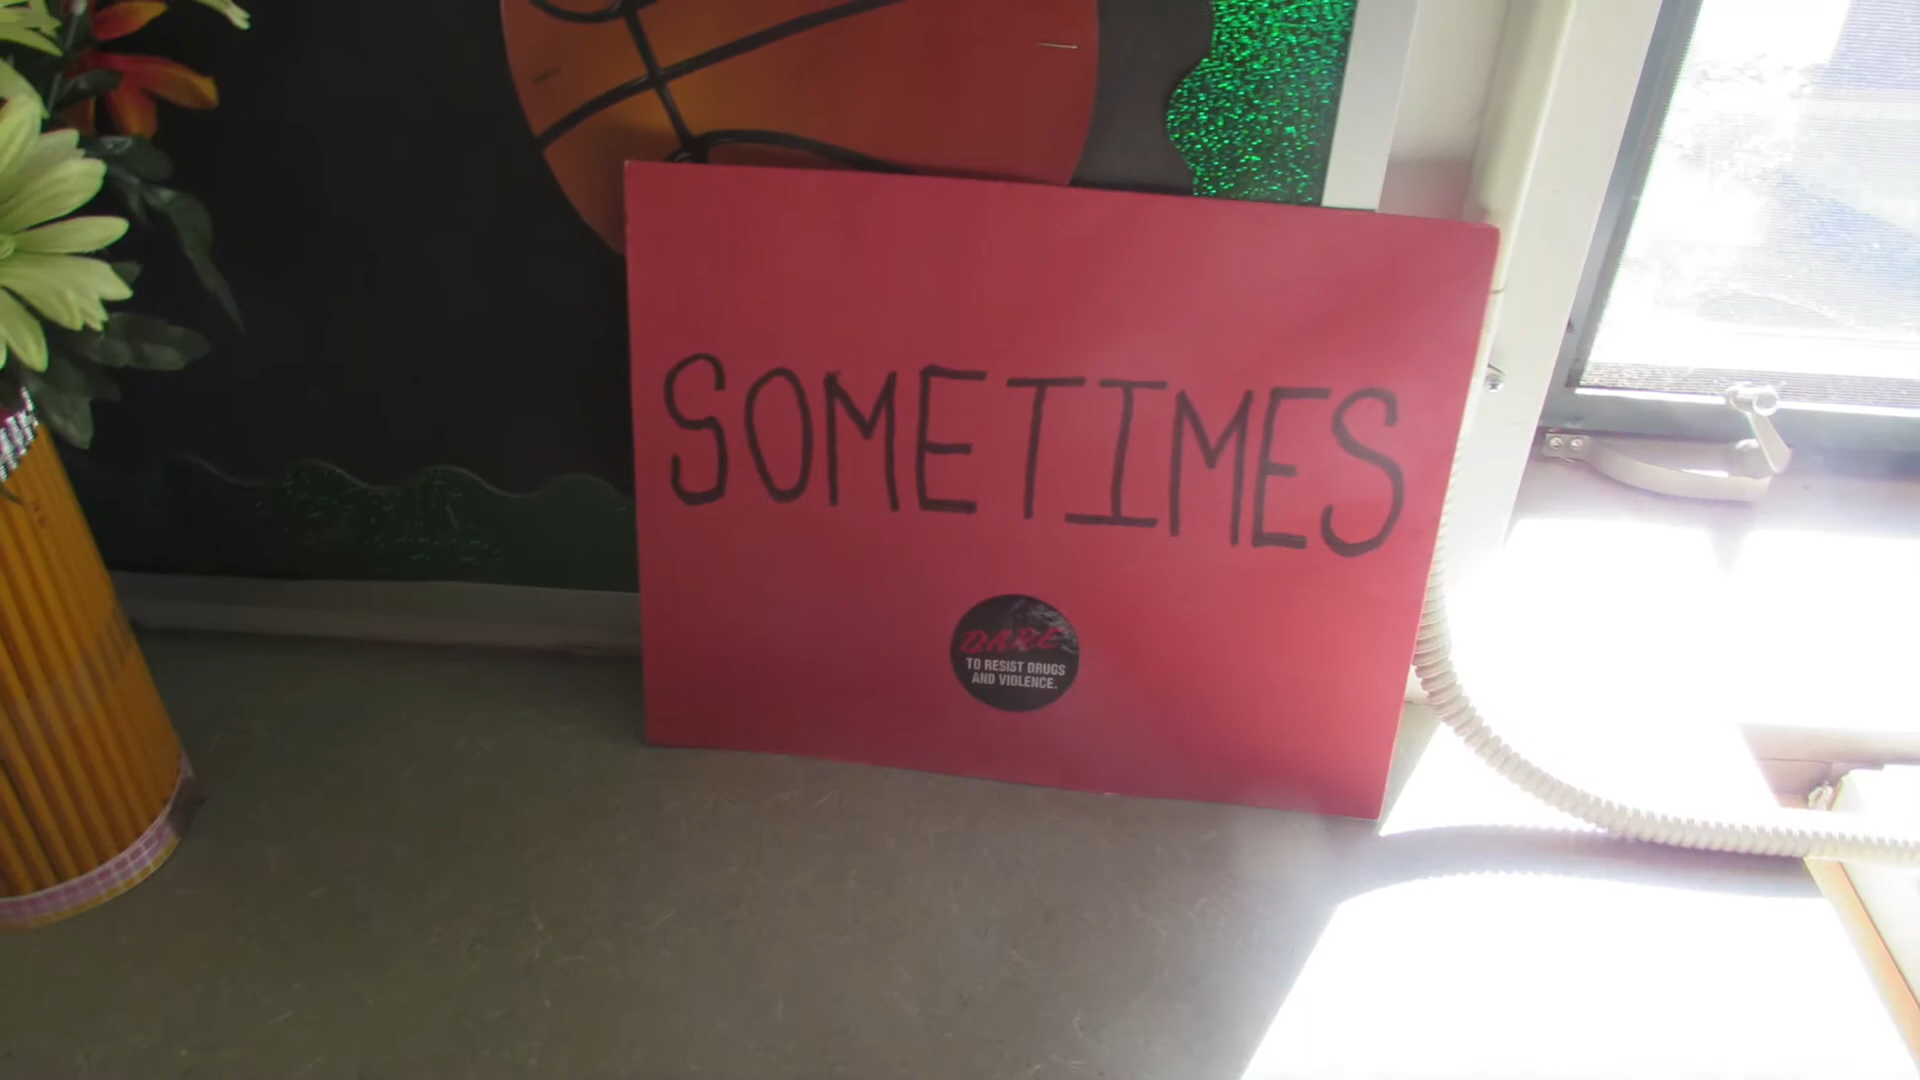 SOMETIMES
D.A.R.E.
TO RESIST DRUGS
AND VIOLENCE.